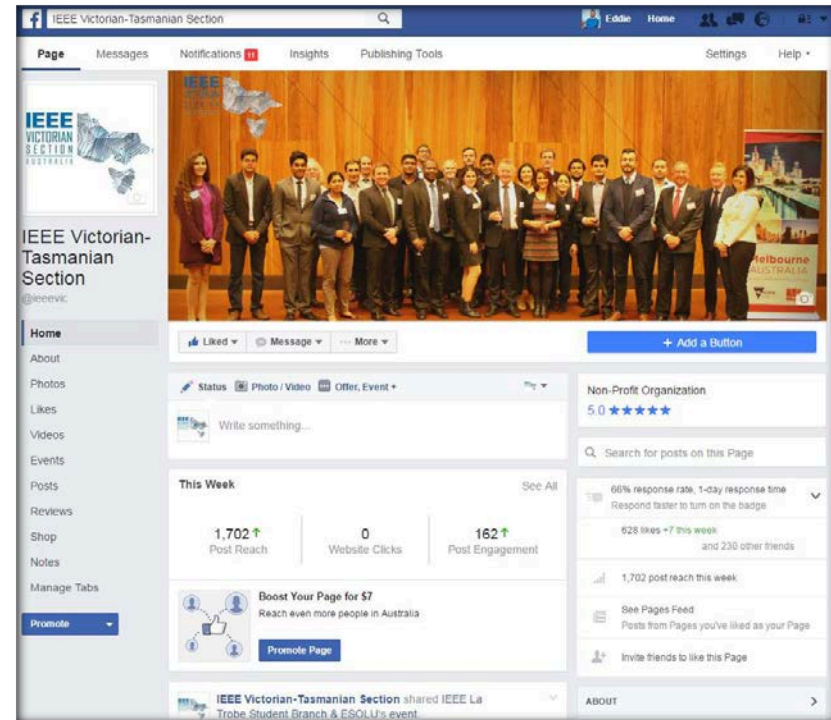 IEEE Victorian-Tasmanian Section
Eddie Home
Page Messages Notifications 11 Insights Publishing Tools Settings Help
IEEE
VICTORIAN
SECTION
AUSTRALIA
IEEE
Melbourne
AUSTRALIA
IEEE Victorian-
Tasmanian
Section
@ieeevic
Home
About
Photos
Likes
Videos
Events
Posts
Reviews
Shop
Notes
Manage Tabs
Promote
Liked Message More
+ Add a Button
Status Photo / Video Offer, Event +
Write something...
This Week See All
1,702 0 162
Post Reach Website Clicks Post Engagement
Boost Your Page for $7
Reach even more people in Australia
Promote Page
IEEE Victorian-Tasmanian Section shared IEEE La
Trobe Student Branch & ESOLU's event
Non-Profit Organization
5.0 ★★★★★
Search for posts on this Page
66% response rate, 1-day response time
Respond faster to turn on the badge
628 likes +7 this week
and 230 other friends
1,702 post reach this week
See Pages Feed
Posts from Pages you've liked as your Page
Invite friends to like this Page
ABOUT